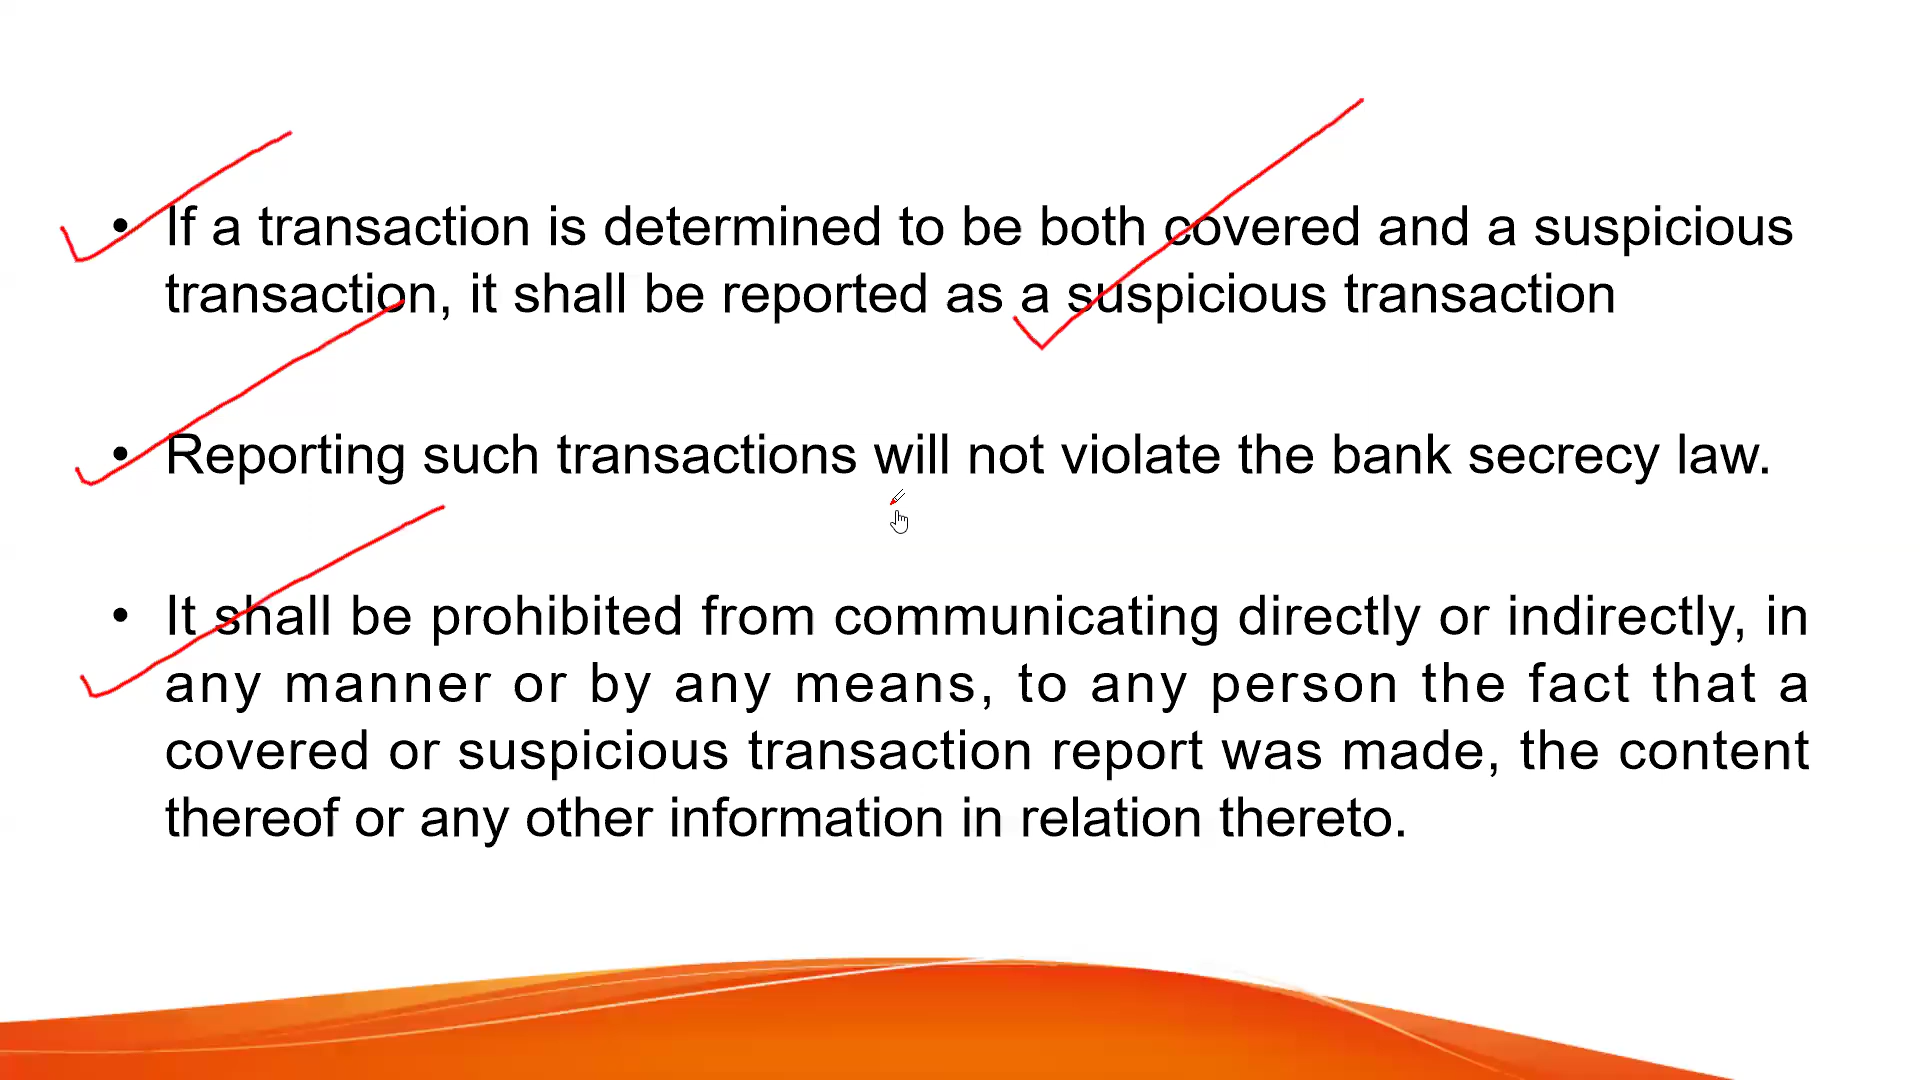 • If a transaction is determined to be both covered and a suspicious
transaction, it shall be reported as a suspicious transaction
• Reporting such transactions will not violate the bank secrecy law.
• It shall be prohibited from communicating directly or indirectly, in
any manner or by any means, to any person the fact that a
covered or suspicious transaction report was made, the content
thereof or any other information in relation thereto.